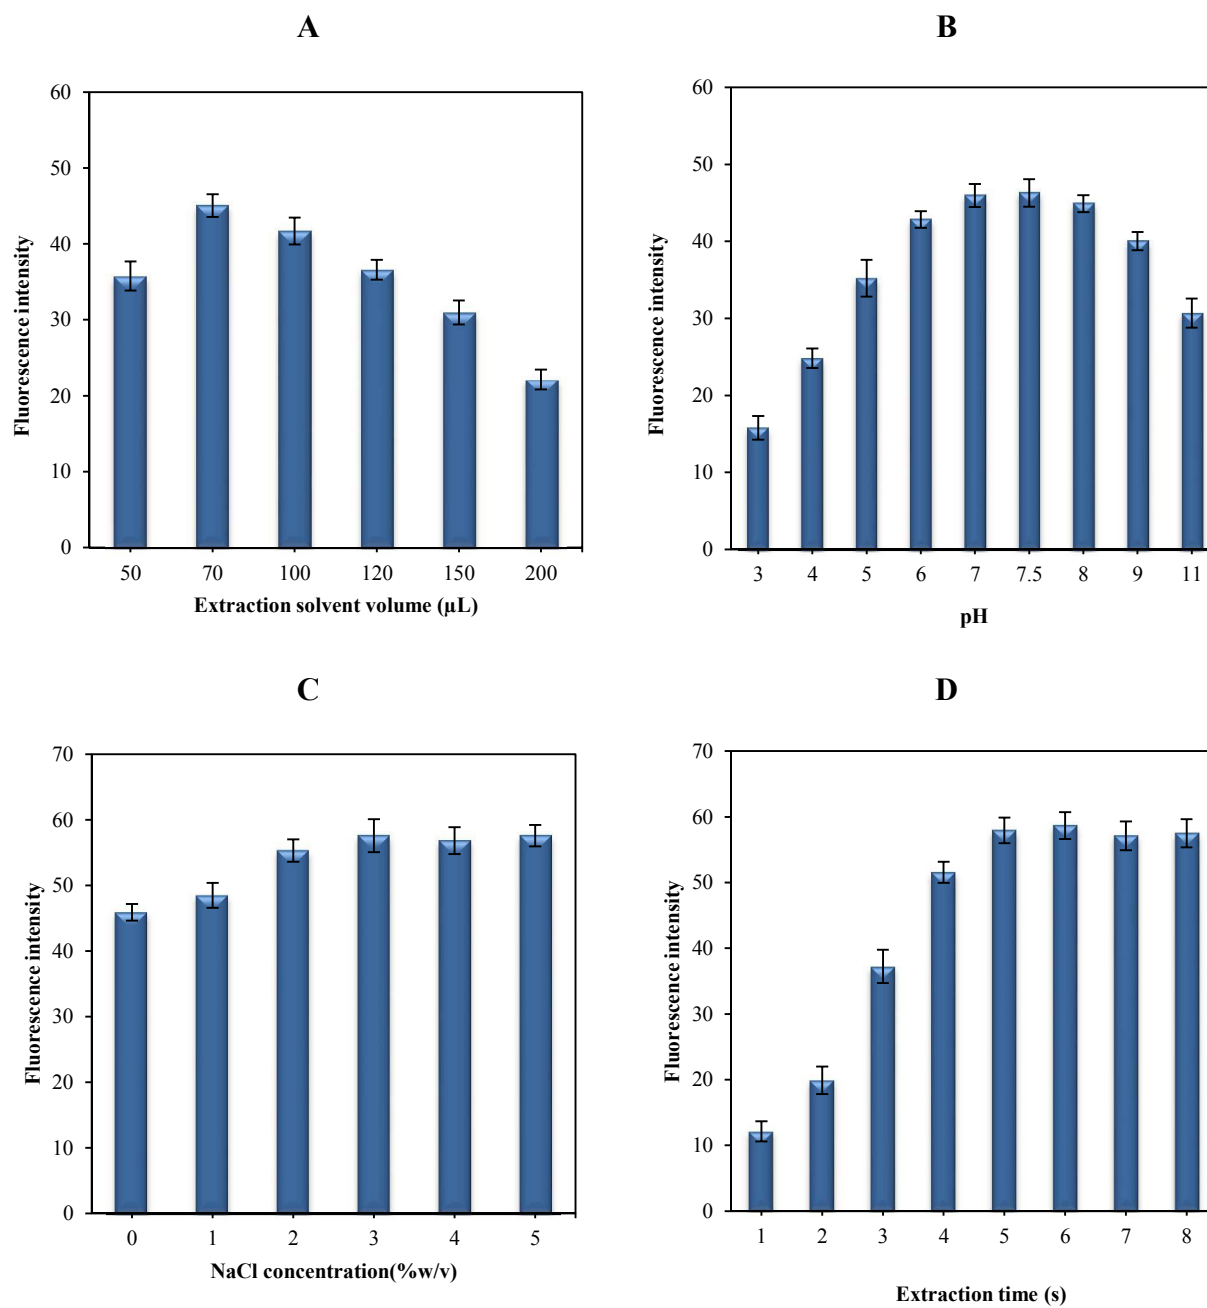 A
60
50
40
30
20
10
0
Fluorescence intensity
50 70 100 120 150 200
Extraction solvent volume (µL)
B
60
50
40
30
20
10
0
Fluorescence intensity
3 4 5 6 7 7.5 8 9 11
pH
C
70
60
50
40
30
20
10
0
Fluorescence intensity
0 1 2 3 4 5
NaCl concentration(%w/v)
D
70
60
50
40
30
20
10
0
Fluorescence intensity
1 2 3 4 5 6 7 8
Extraction time (s)